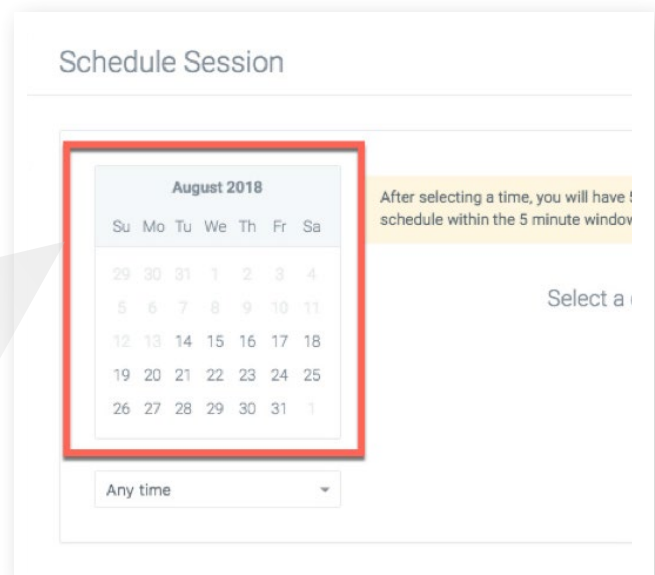 Schedule Session
August 2018
Su Mo Tu We Th Fr Sa
29 30 31 1 2 3 4
5 6 7 8 9 10 11
12 13 14 15 16 17 18
19 20 21 22 23 24 25
26 27 28 29 30 31 1
Any time
After selecting a time, you will have 5
schedule within the 5 minute window
Select a